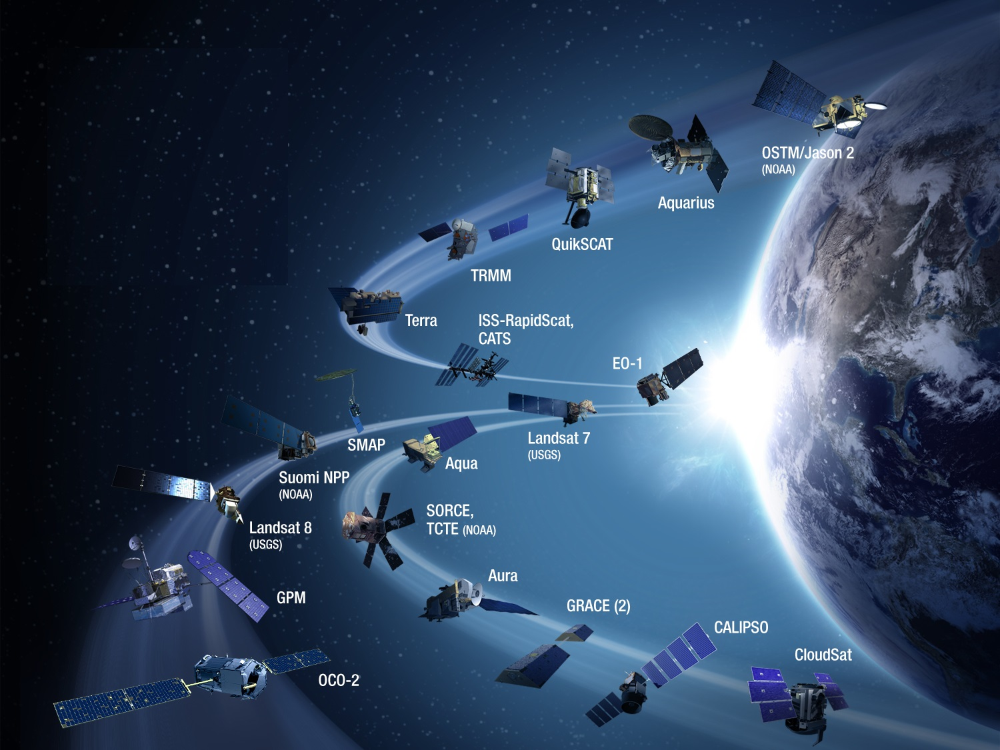 OSTM/Jason 2
(NOAA)
Aquarius
QuikSCAT
TRMM
Terra
ISS-RapidScat,
CATS
EO-1
Landsat 7
(USGS)
SMAP
Aqua
Suomi NPP
(NOAA)
SORCE,
TCTE (NOAA)
Landsat 8
(USGS)
Aura
GPM
GRACE (2)
CALIPSO
CloudSat
OCO-2